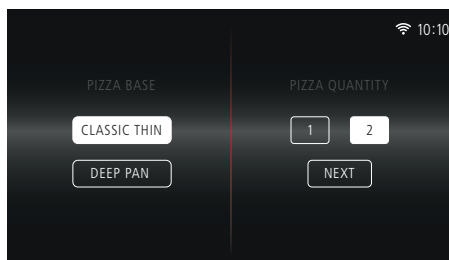 10:10
PIZZA BASE
PIZZA QUANTITY
CLASSIC THIN
1
2
DEEP PAN
NEXT